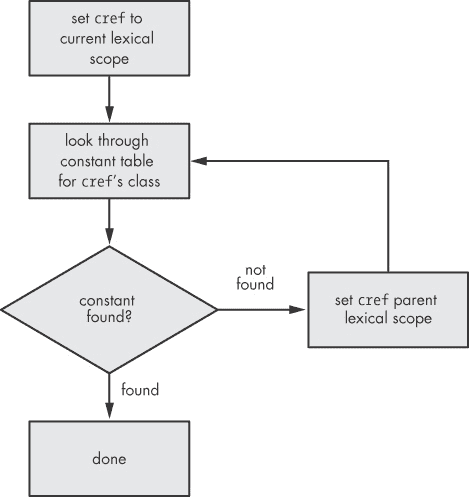 set cref to
current lexical
scope
look through
constant table
for cref's class
constant
found?
not
found
set cref parent
lexical scope
found
done